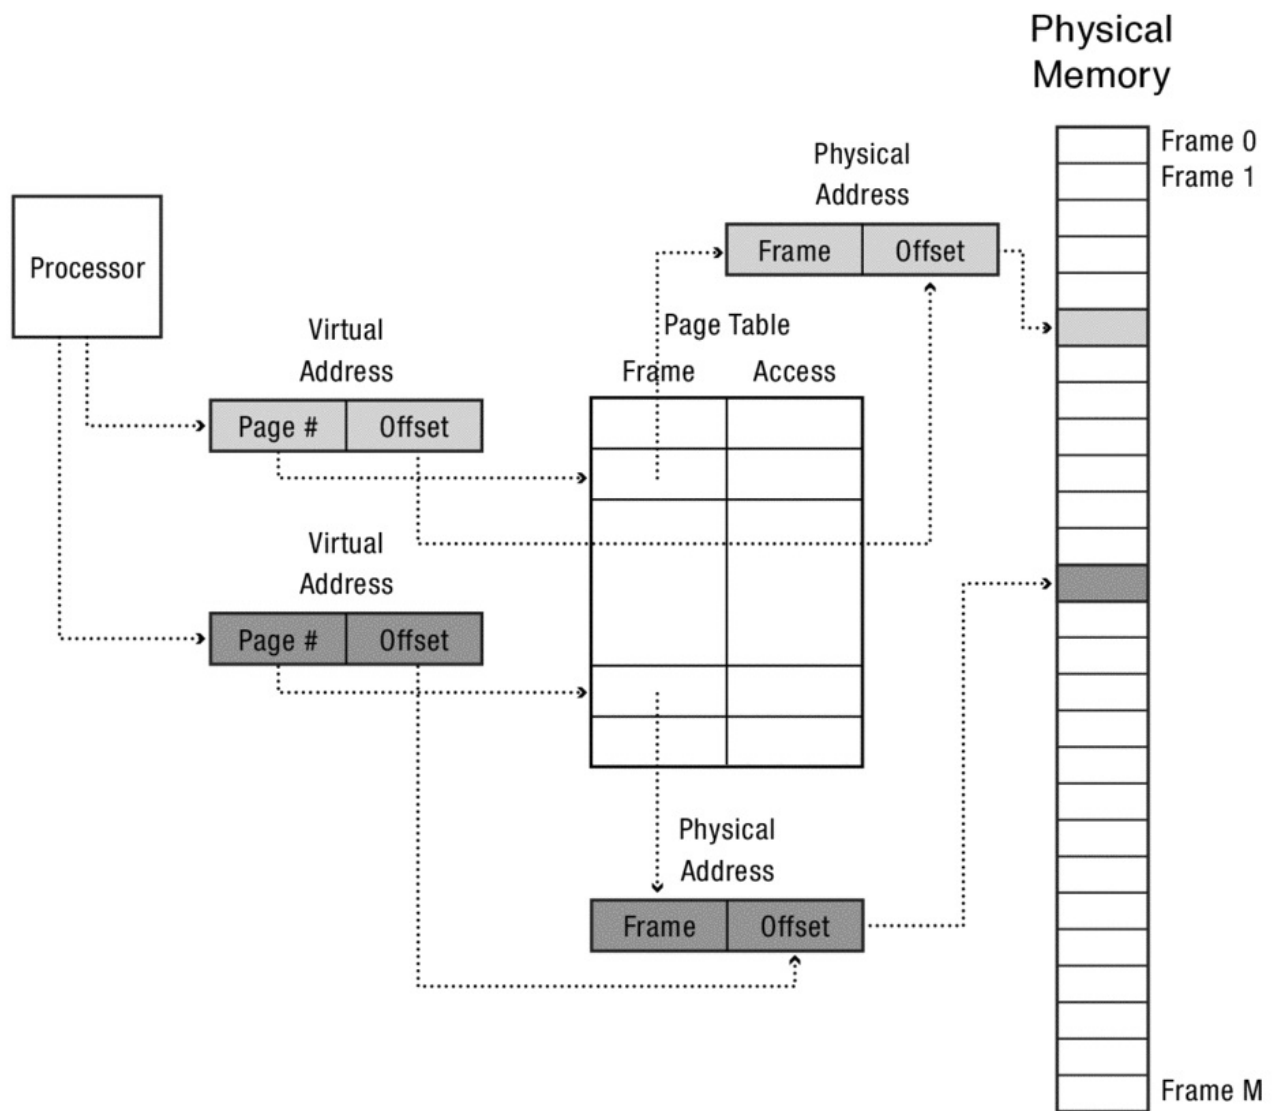 Physical
Memory
Frame 0
Frame 1
Physical
Address
Frame Offset
Processor
Virtual
Address
Page Table
Frame Access
Page # Offset
Virtual
Address
Page # Offset
Physical
Address
Frame Offset
Frame M